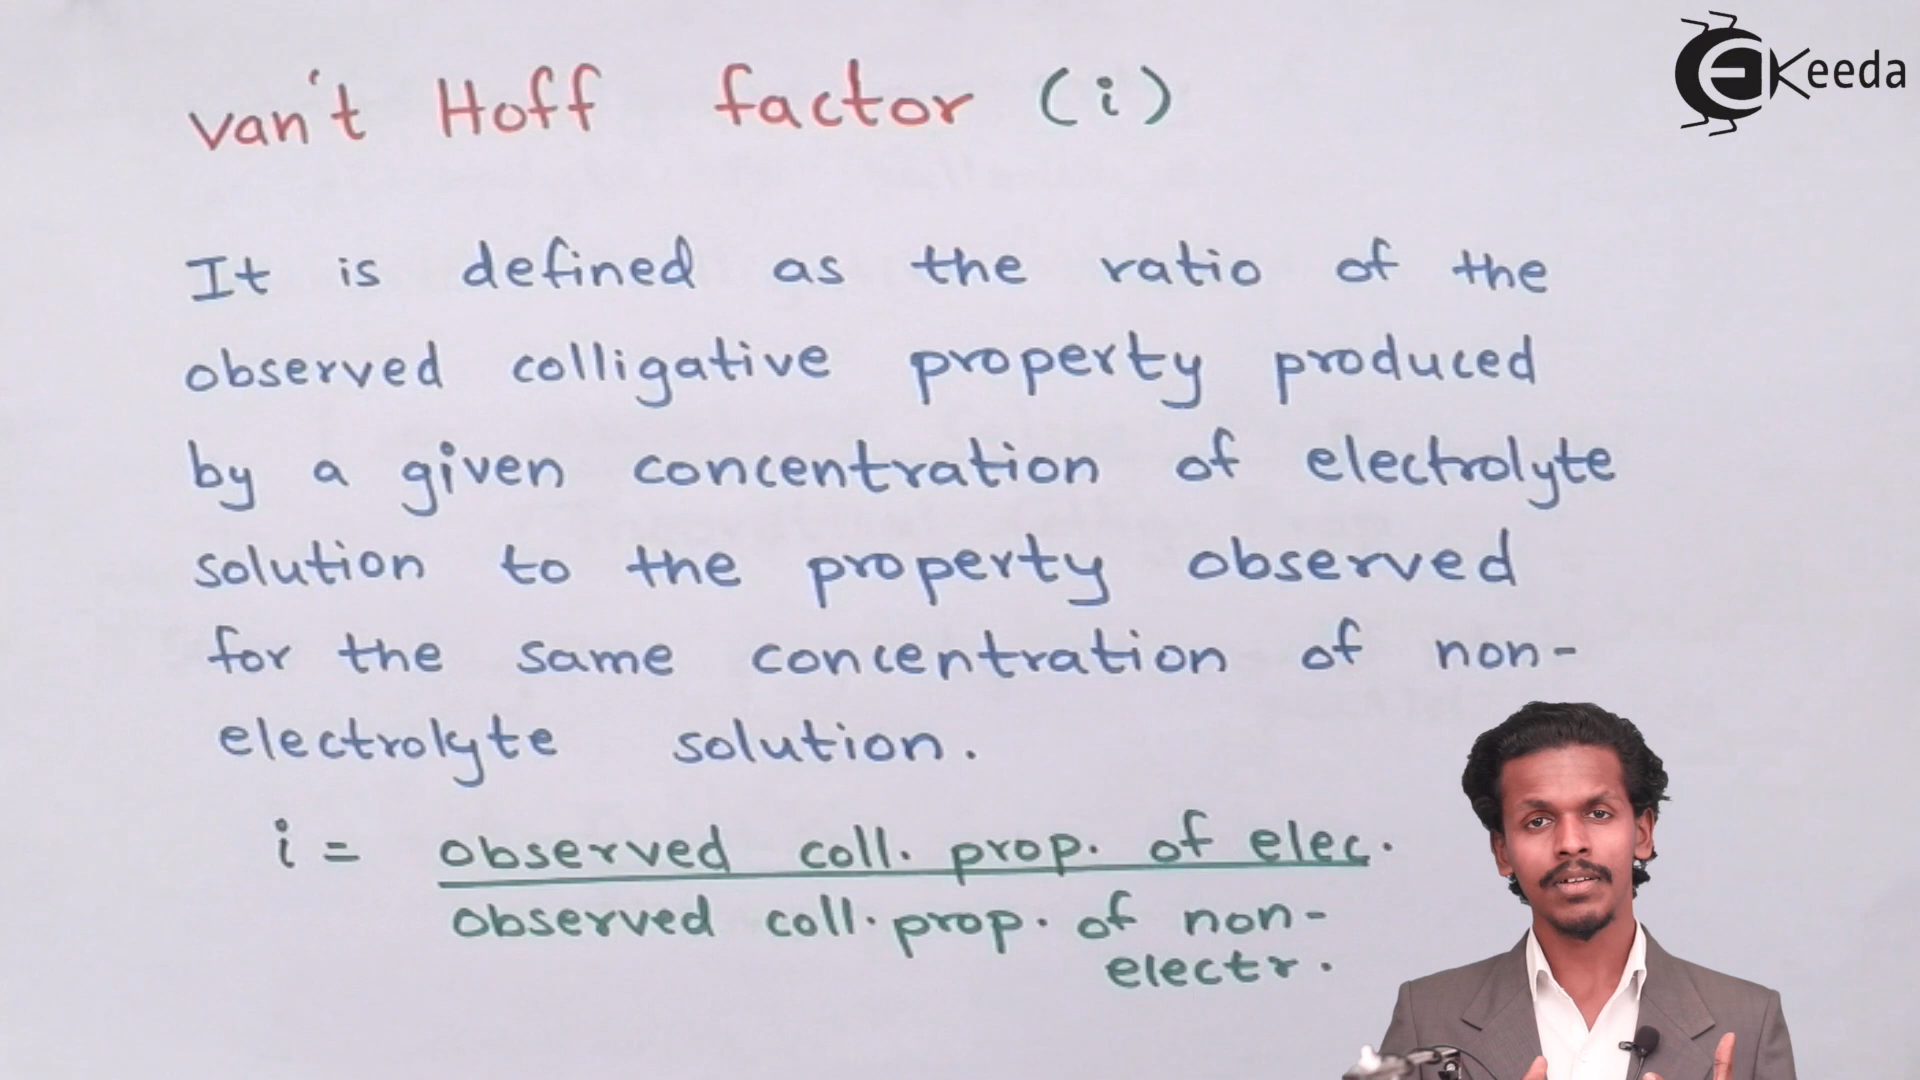 van't Hoff factor (i)
EKeeda
It is defined as the ratio of the
observed colligative property produced
by a given concentration of electrolyte
solution to the property observed
for the same concentration of non-
electrolyte solution.
i = observed coll. prop. of elec.
observed coll. prop. of non-
electr.